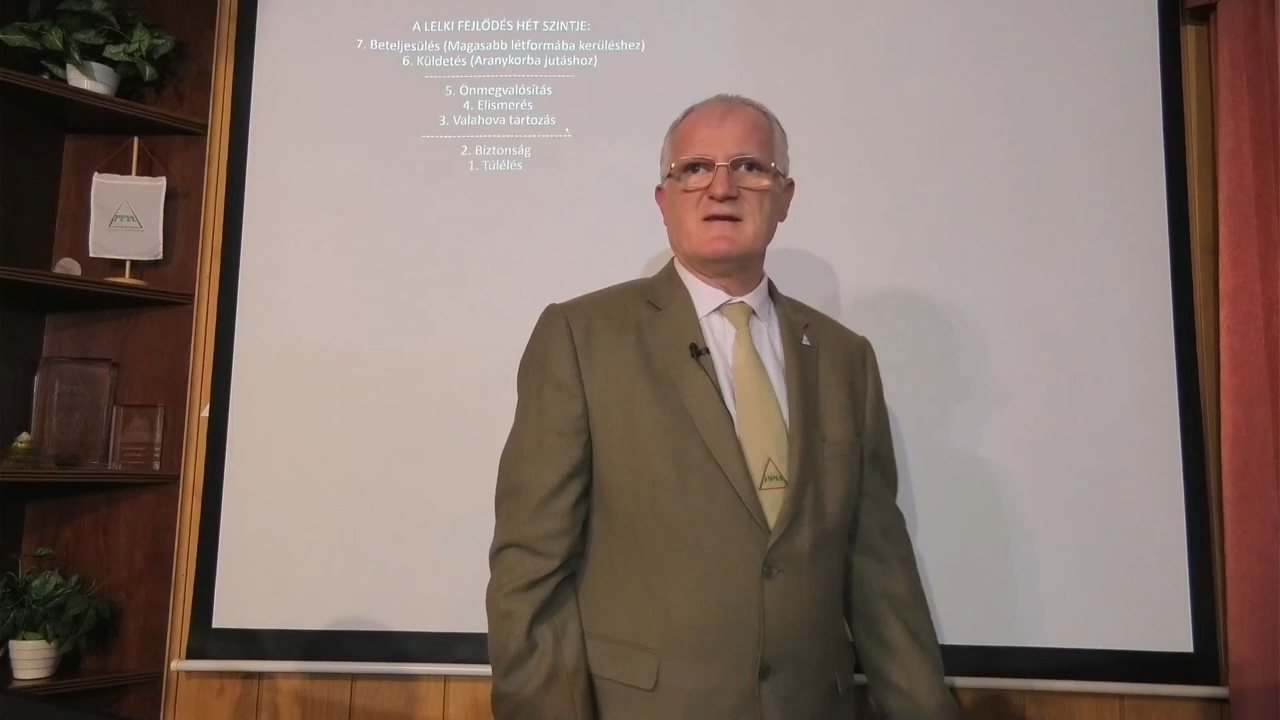 A LELKI FEJLŐDÉS HÉT SZINTJE:
7. Beteljesülés (Magasabb létformába kerüléshez)
6. Küldetés (Aranykorba jutáshoz)
5. Önmegvalósítás
4. Elismerés
3. Valahova tartozás
2. Biztonság
1. Túlélés